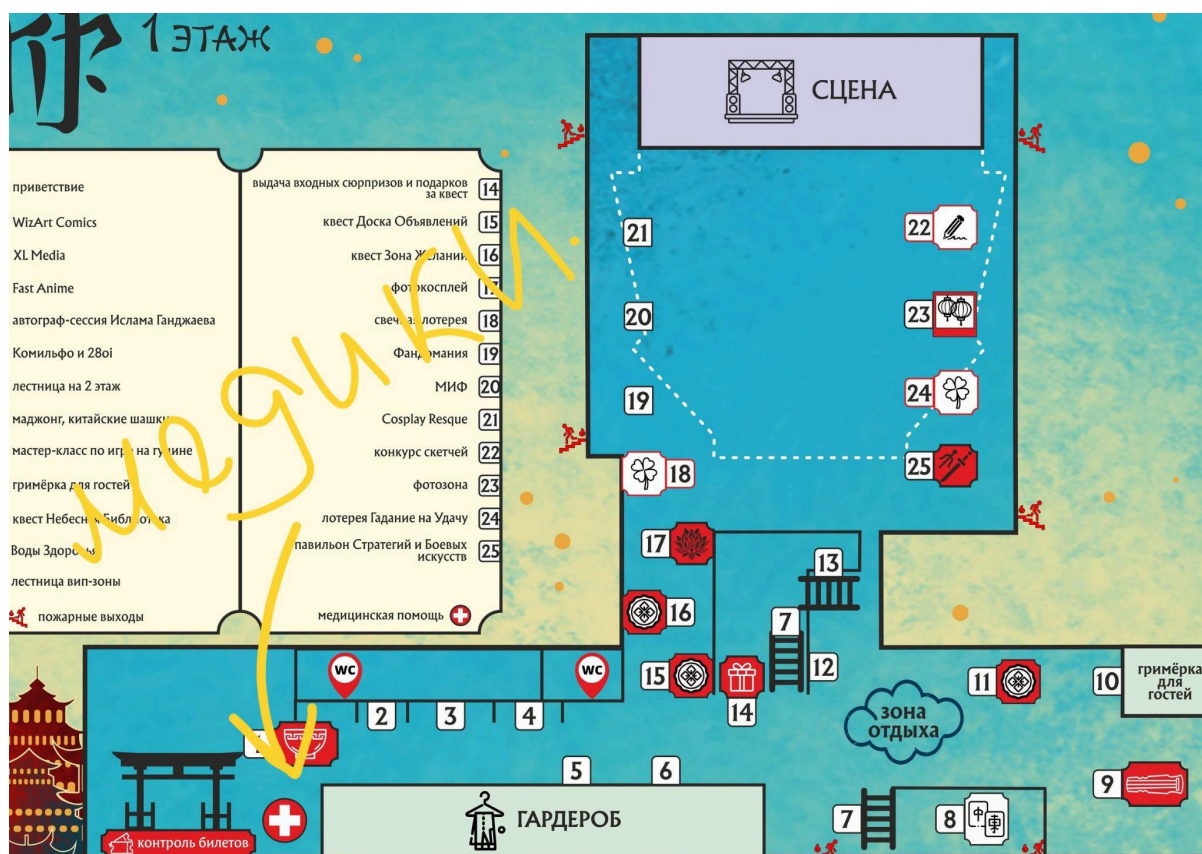 1 ЭТАЖ
СЦЕНА
приветствие
WizArt Comics
XL Media
Fast Anime
автограф-сессия Ислама Ганджаева
Комильфо и 28oi
лестница на 2 этаж
маджонг, китайские шашки
мастер-класс по игре на гуцине
гримёрка для гостей
квест Небесная Библиотека
Воды Здоровья
лестница вип-зоны
пожарные выходы
выдача входных сюрпризов и подарков
за квест 14
квест Доска Объявлений 15
квест Зона Желаний 16
фотокосплей 17
свечная лотерея 18
Фандомания 19
МИФ 20
Cosplay Resque 21
конкурс скетчей 22
фотозона 23
лотерея Гадание на Удачу 24
павильон Стратегий и Боевых
искусств 25
медицинская помощь
медики.
21
22
20
23
19
24
18
25
17
13
16
7
15
12
14
11
10
гримёрка
для
гостей
зона
отдыха
WC
WC
2
3
4
5
6
9
7
8
ГАРДЕРОБ
контроль билетов